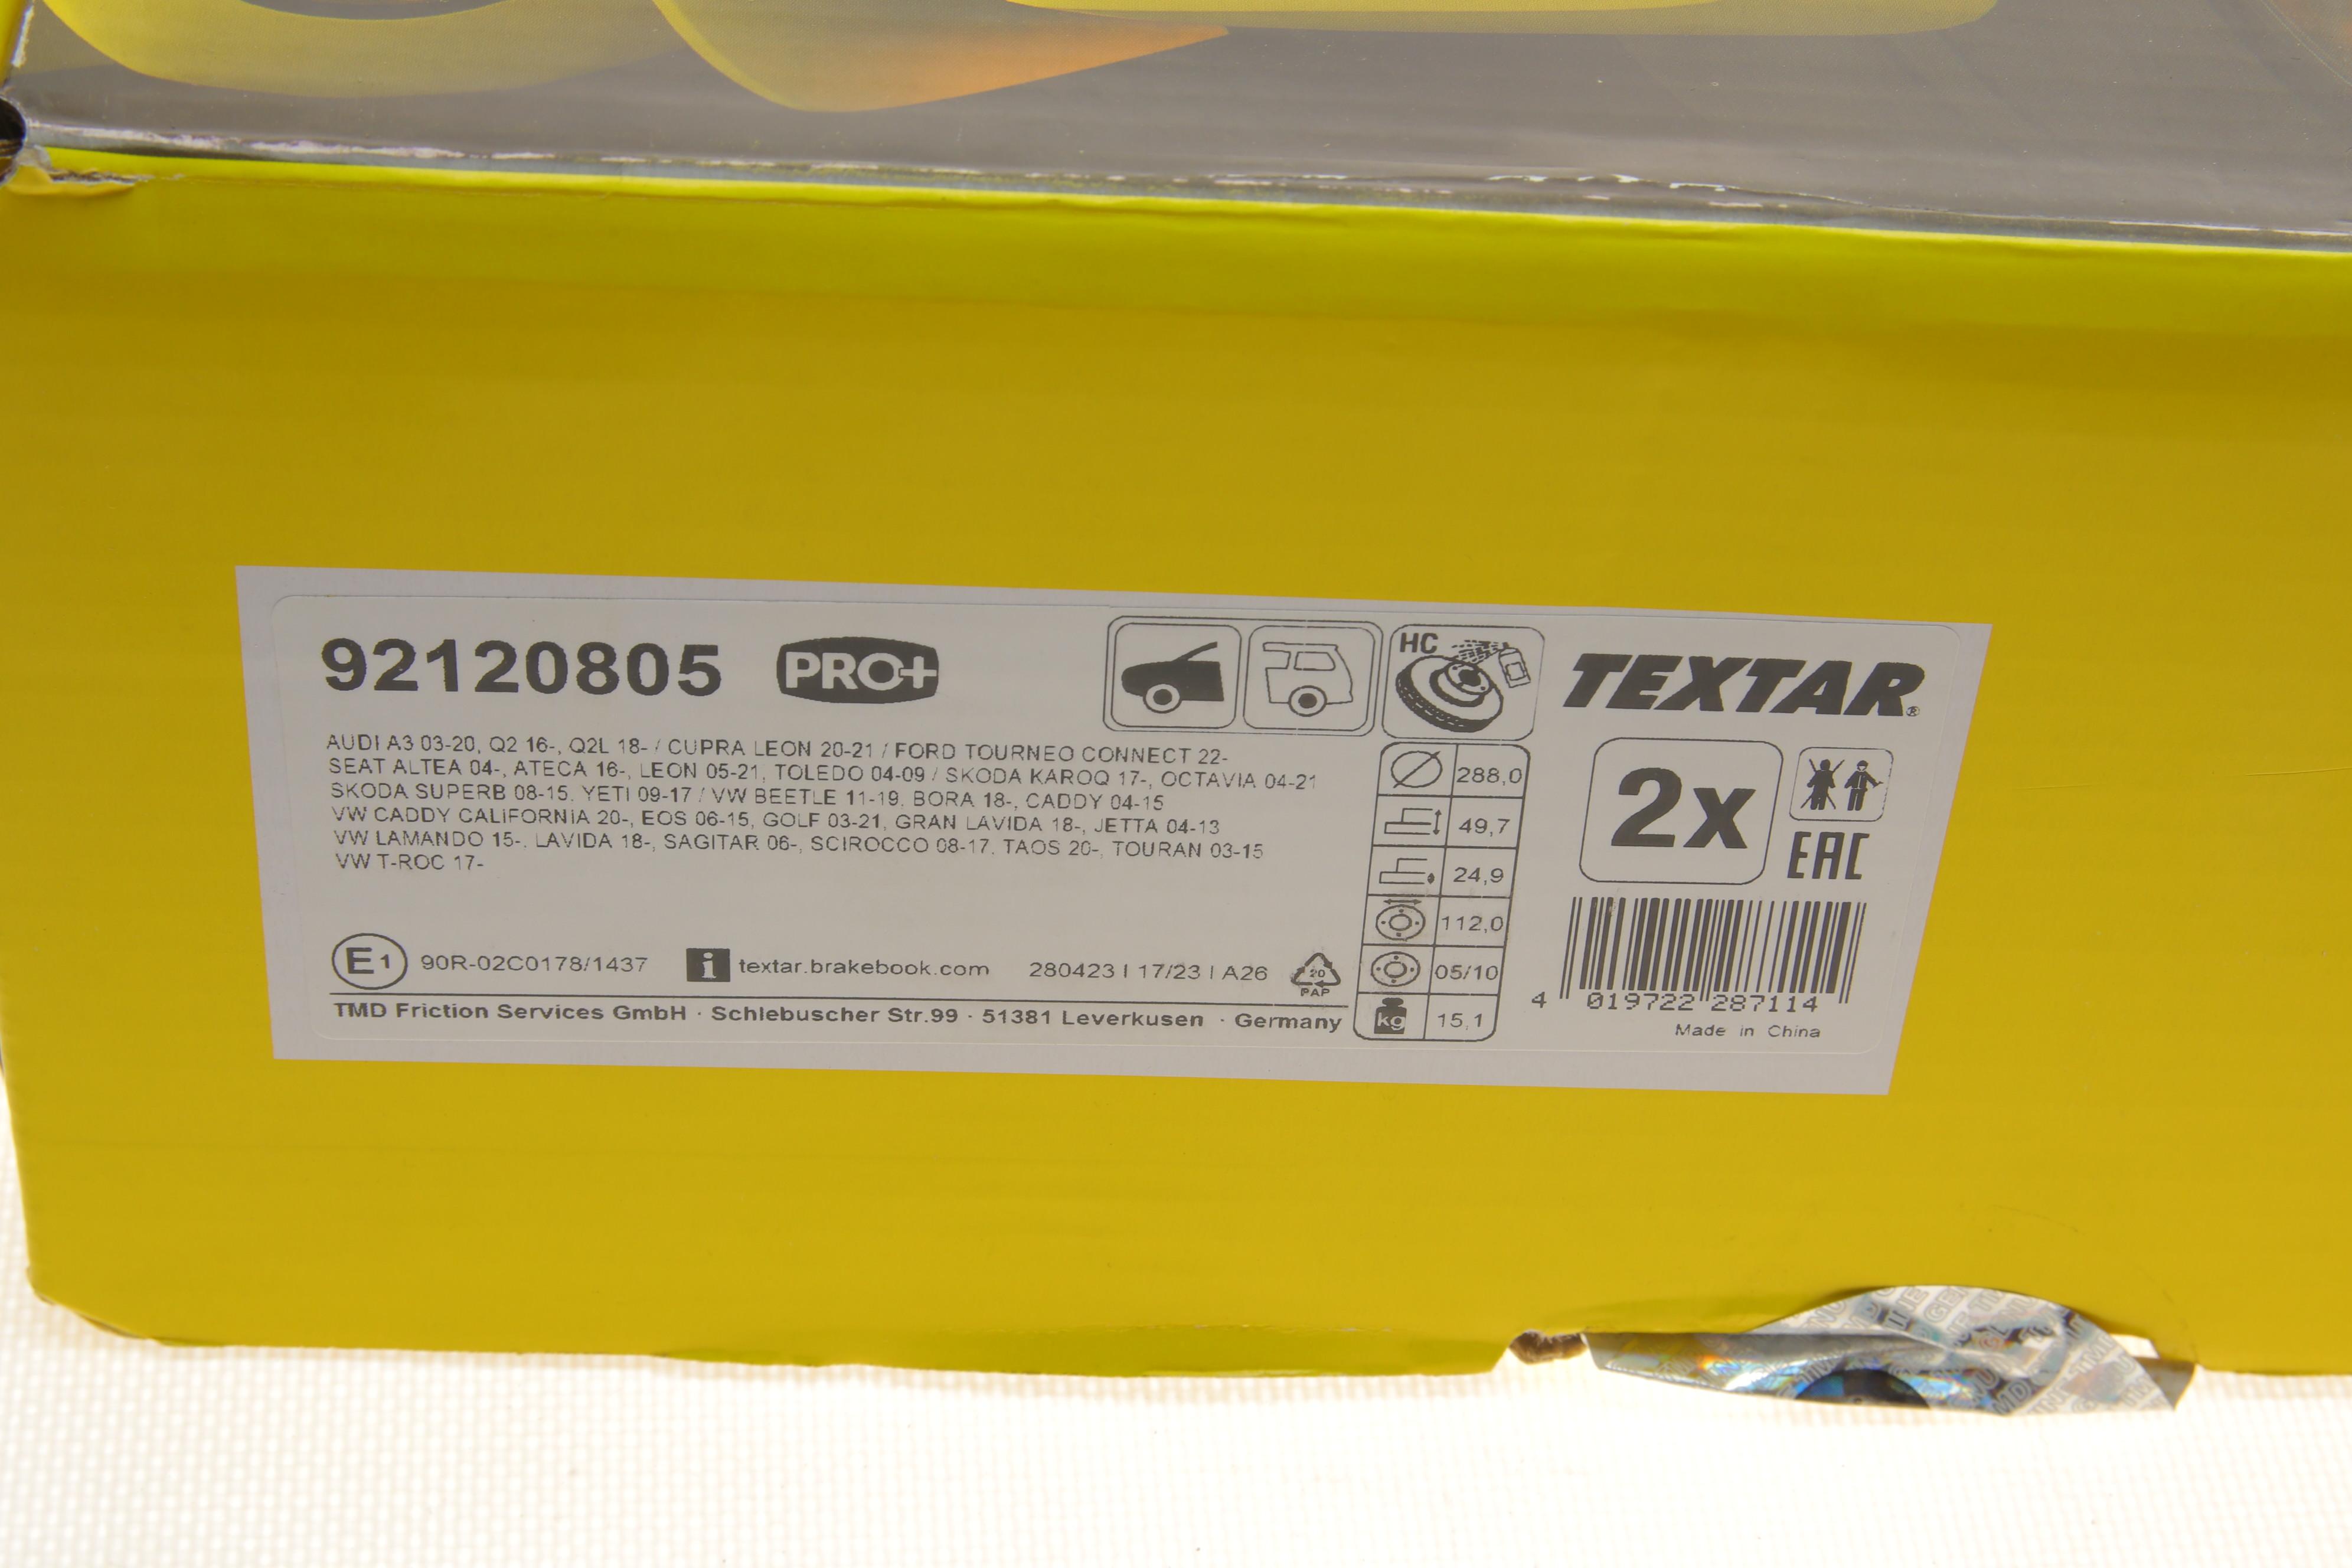 92120805 PRO+
HC
TEXTAR®
AUDI A3 03-20, Q2 16-, Q2L 18- / CUPRA LEON 20-21 / FORD TOURNEO CONNECT 22-
SEAT ALTEA 04-, ATECA 16-, LEON 05-21, TOLEDO 04-09 / SKODA KAROQ 17-, OCTAVIA 04-21
SKODA SUPERB 08-15, YETI 09-17 / VW BEETLE 11-19, BORA 18-, CADDY 04-15
VW CADDY CALIFORNIA 20-, EOS 06-15, GOLF 03-21, GRAN LAVIDA 18-, JETTA 04-13
VW LAMANDO 15-, LAVIDA 18-, SAGITAR 06-, SCIROCCO 08-17, TAOS 20-, TOURAN 03-15
VW T-ROC 17-
E1 90R-02C0178/1437 i textar.brakebook.com 280423 | 17/23 | A26 20
PAP
TMD Friction Services GmbH · Schlebuscher Str.99 · 51381 Leverkusen · Germany
288,0
49,7
24,9
112,0
05/10
kg 15,1
2x
EAC
4 019722 287114
Made in China